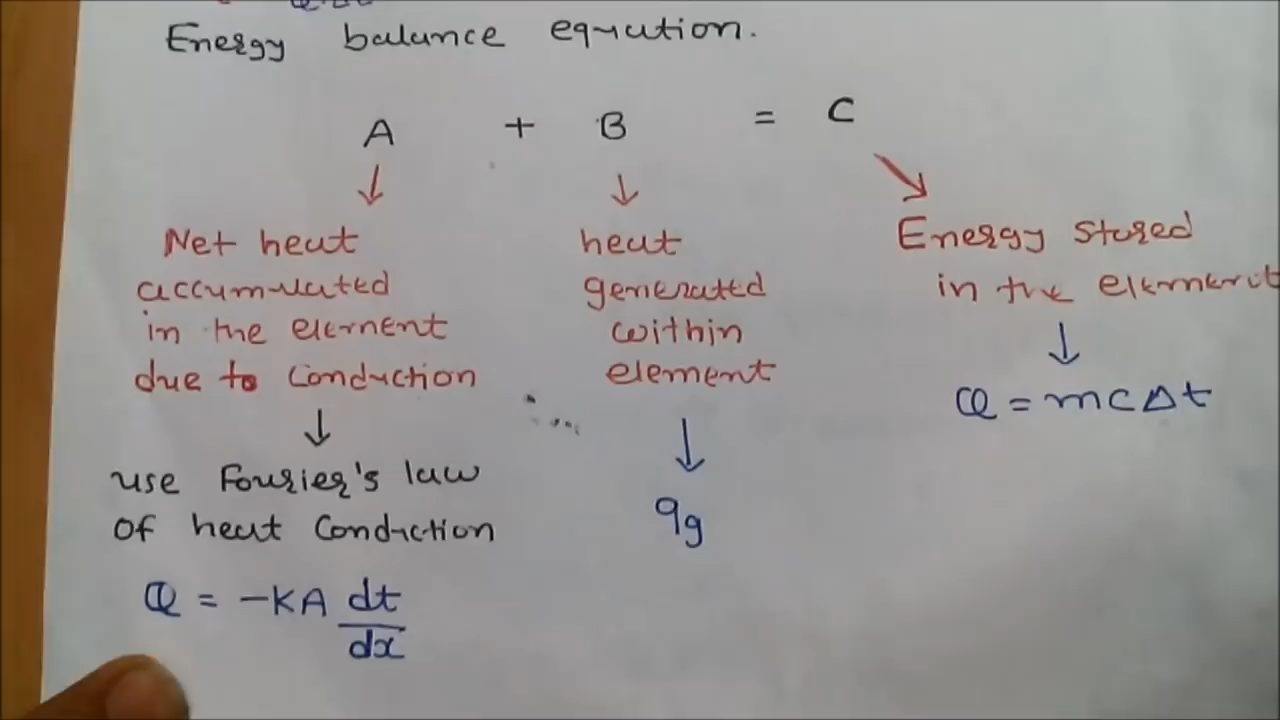 Energy balance equation.
A + B = C
Net heat
accumulated
in the element
due to Conduction
use Fourier's law
of heat Conduction
Q = -KA dt/dx
heat
generated
within
element
qg
Energy stored
in the element
Q = mcΔt